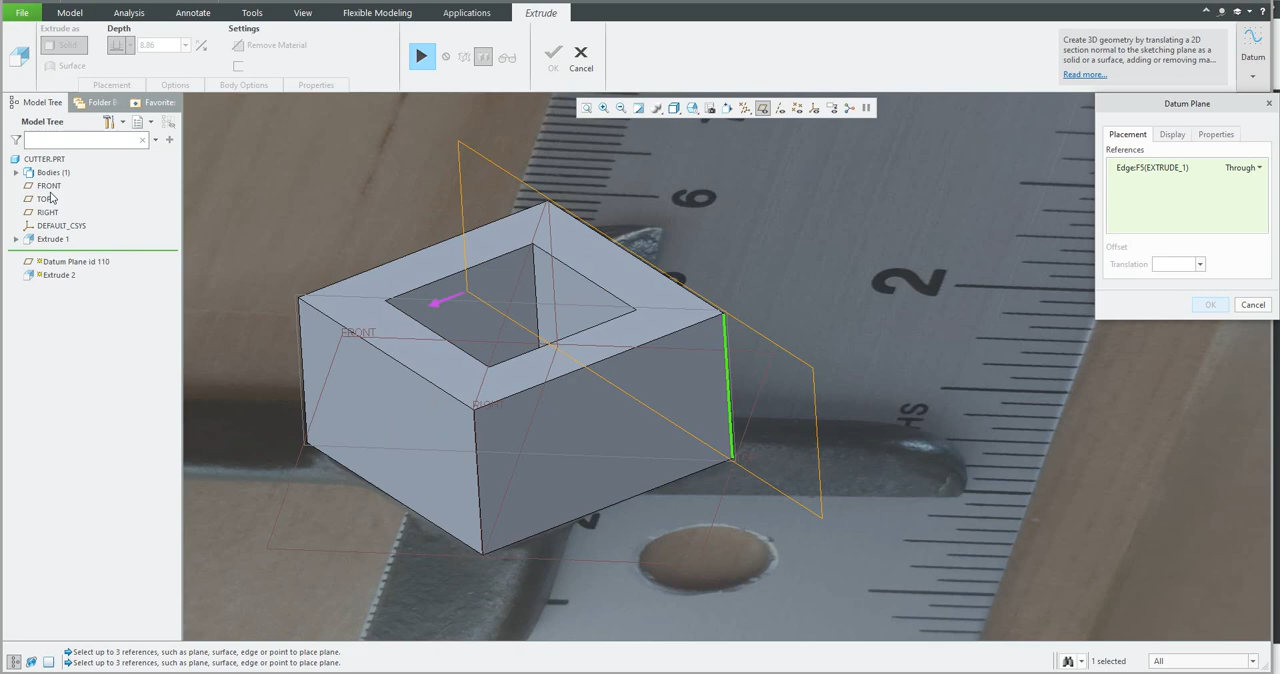 File Model Analysis Annotate Tools View Flexible Modeling Applications Extrude
Extrude as
Solid
Surface
Depth
8.86
Settings
Remove Material
OK Cancel
Placement Options Body Options Properties
Create 3D geometry by translating a 2D
section normal to the sketching plane as a
solid or a surface, adding or removing ma...
Read more...
Datum
Model Tree Folder B Favorite
Model Tree
CUTTER.PRT
Bodies (1)
FRONT
TOP
RIGHT
DEFAULT_CSYS
Extrude 1
Datum Plane id 110
Extrude 2
FRONT
RIGHT
6
2
HS
2
Datum Plane
Placement Display Properties
References
Edge:F5(EXTRUDE_1) Through
Offset
Translation
OK Cancel
Select up to 3 references, such as plane, surface, edge or point to place plane.
Select up to 3 references, such as plane, surface, edge or point to place plane.
1 selected
All